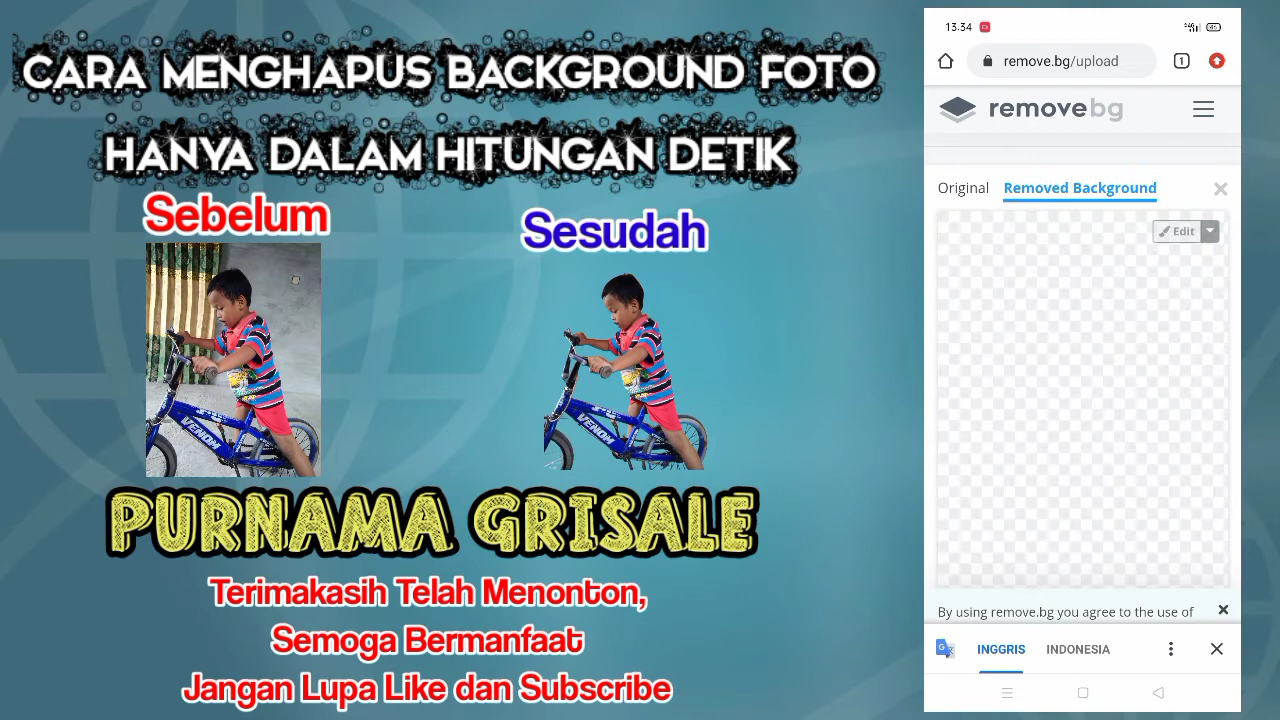 CARA MENGHAPUS BACKGROUND FOTO
HANYA DALAM HITUNGAN DETIK
Sebelum
Sesudah
VENOM
VENOM
PURNAMA GRISALE
Terimakasih Telah Menonton,
Semoga Bermanfaat
Jangan Lupa Like dan Subscribe
13.34
remove.bg/upload
1
removebg
Original Removed Background
Edit
By using remove.bg you agree to the use of
INGGRIS INDONESIA